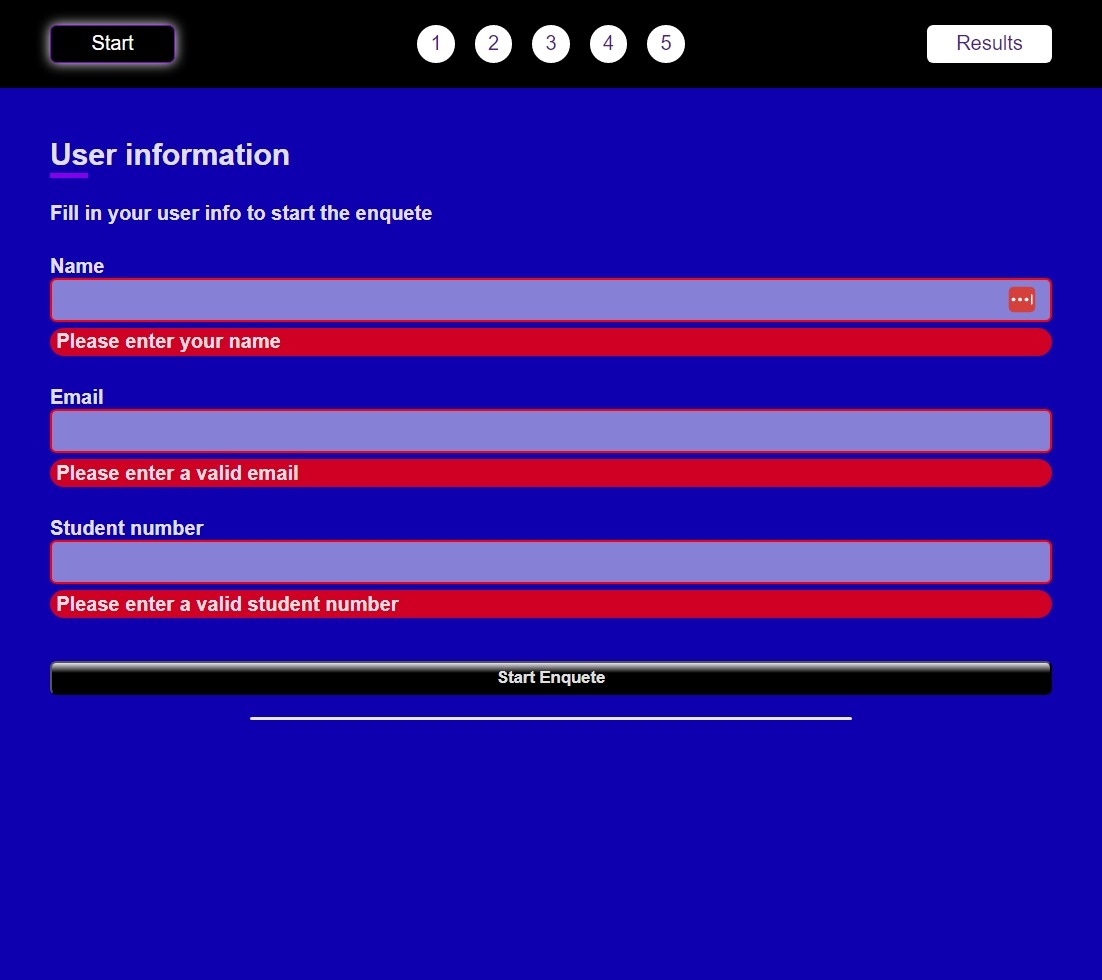 Start 1 2 3 4 5 Results
User information
Fill in your user info to start the enquete
Name
Please enter your name
Email
Please enter a valid email
Student number
Please enter a valid student number
Start Enquete